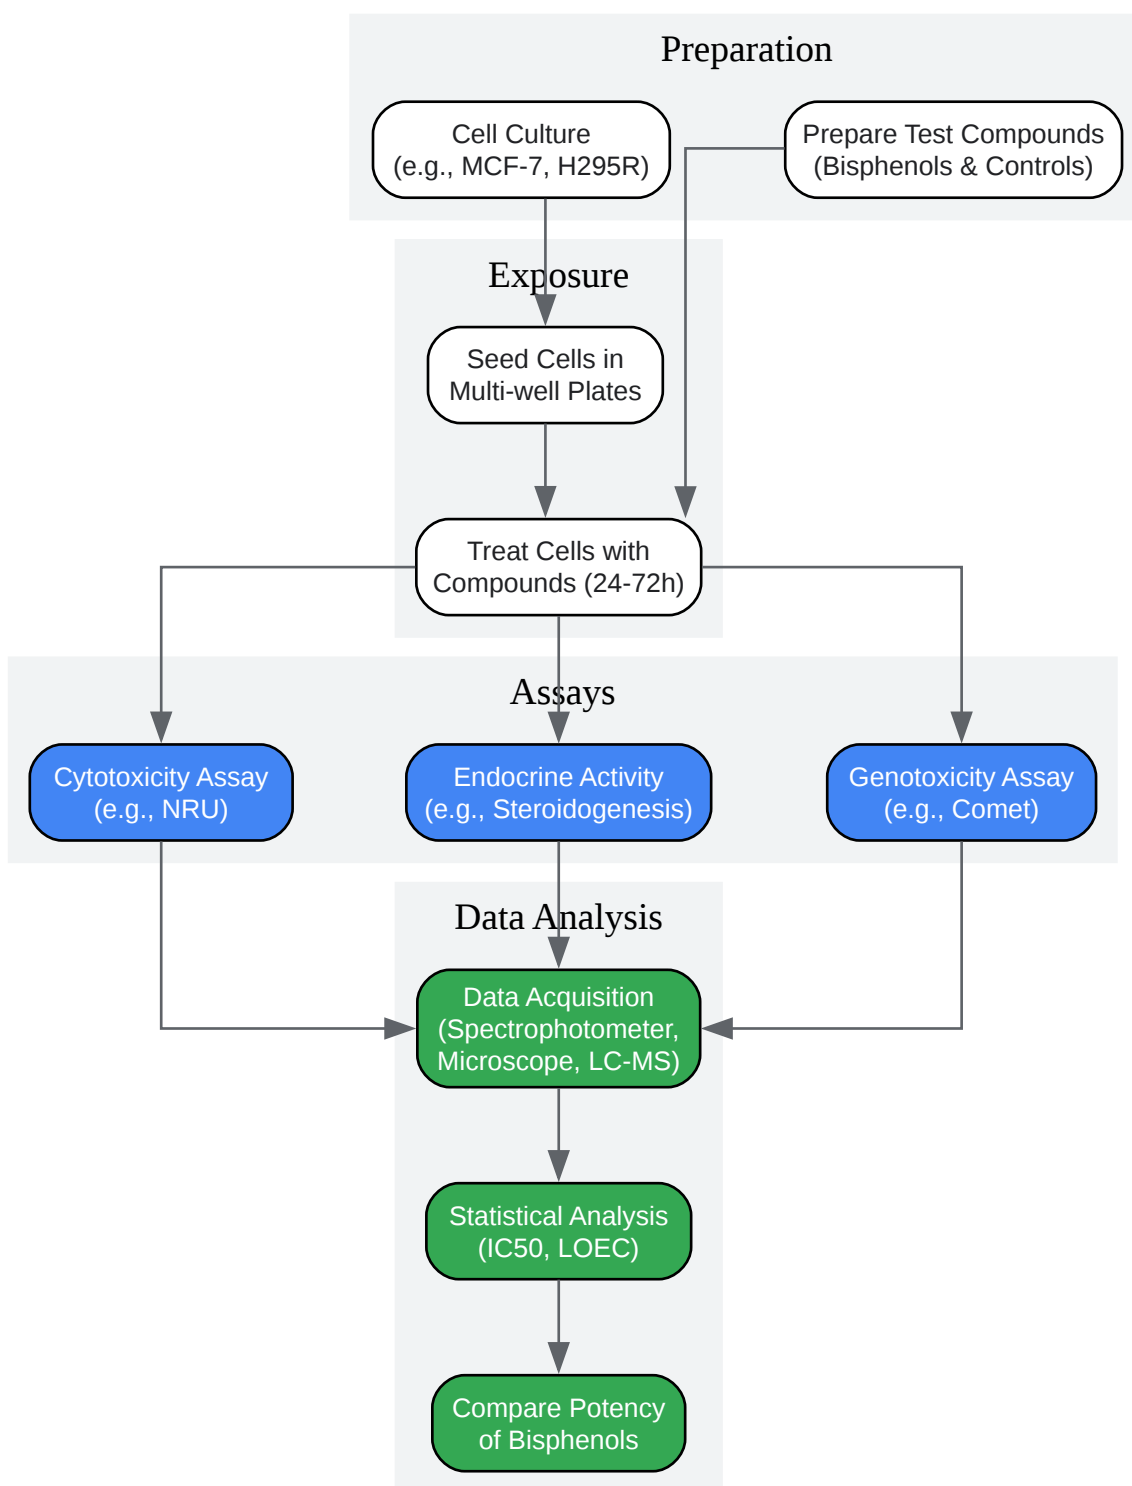 Preparation
Cell Culture
(e.g., MCF-7, H295R)
Prepare Test Compounds
(Bisphenols & Controls)
Exposure
Seed Cells in
Multi-well Plates
Treat Cells with
Compounds (24-72h)
Assays
Cytotoxicity Assay
(e.g., NRU)
Endocrine Activity
(e.g., Steroidogenesis)
Genotoxicity Assay
(e.g., Comet)
Data Analysis
Data Acquisition
(Spectrophotometer,
Microscope, LC-MS)
Statistical Analysis
(IC50, LOEC)
Compare Potency
of Bisphenols